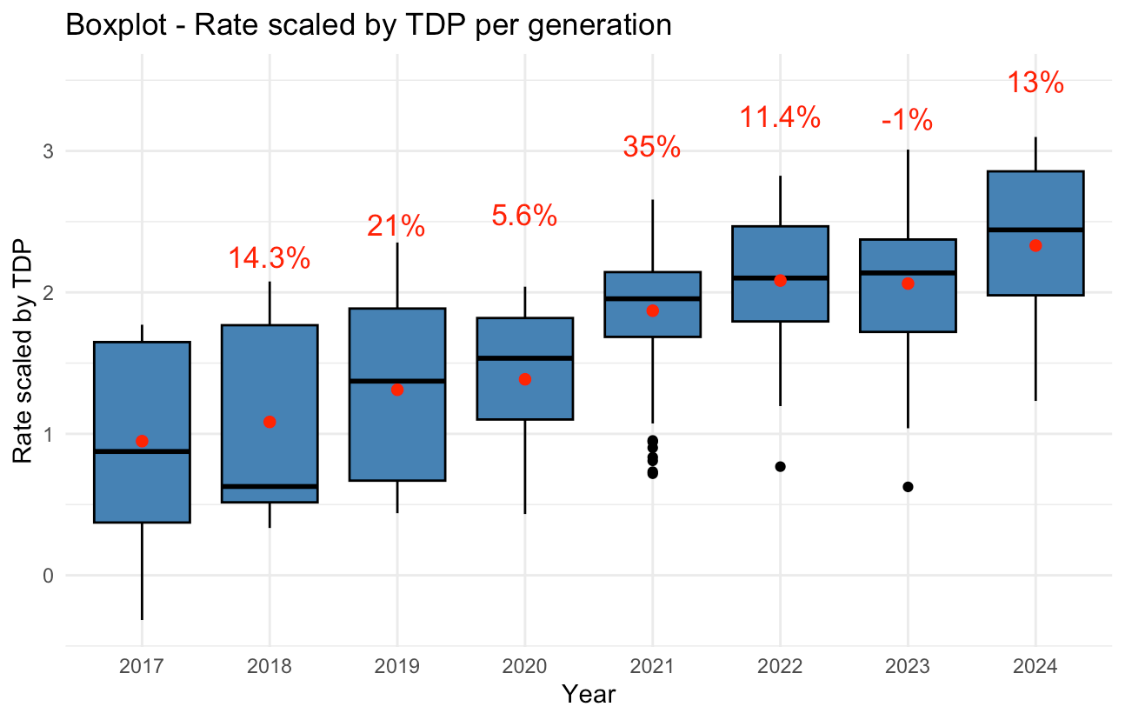 Boxplot - Rate scaled by TDP per generation
13%
11.4%
-1%
35%
5.6%
21%
14.3%
Rate scaled by TDP
3
2
1
0
2017 2018 2019 2020 2021 2022 2023 2024
Year